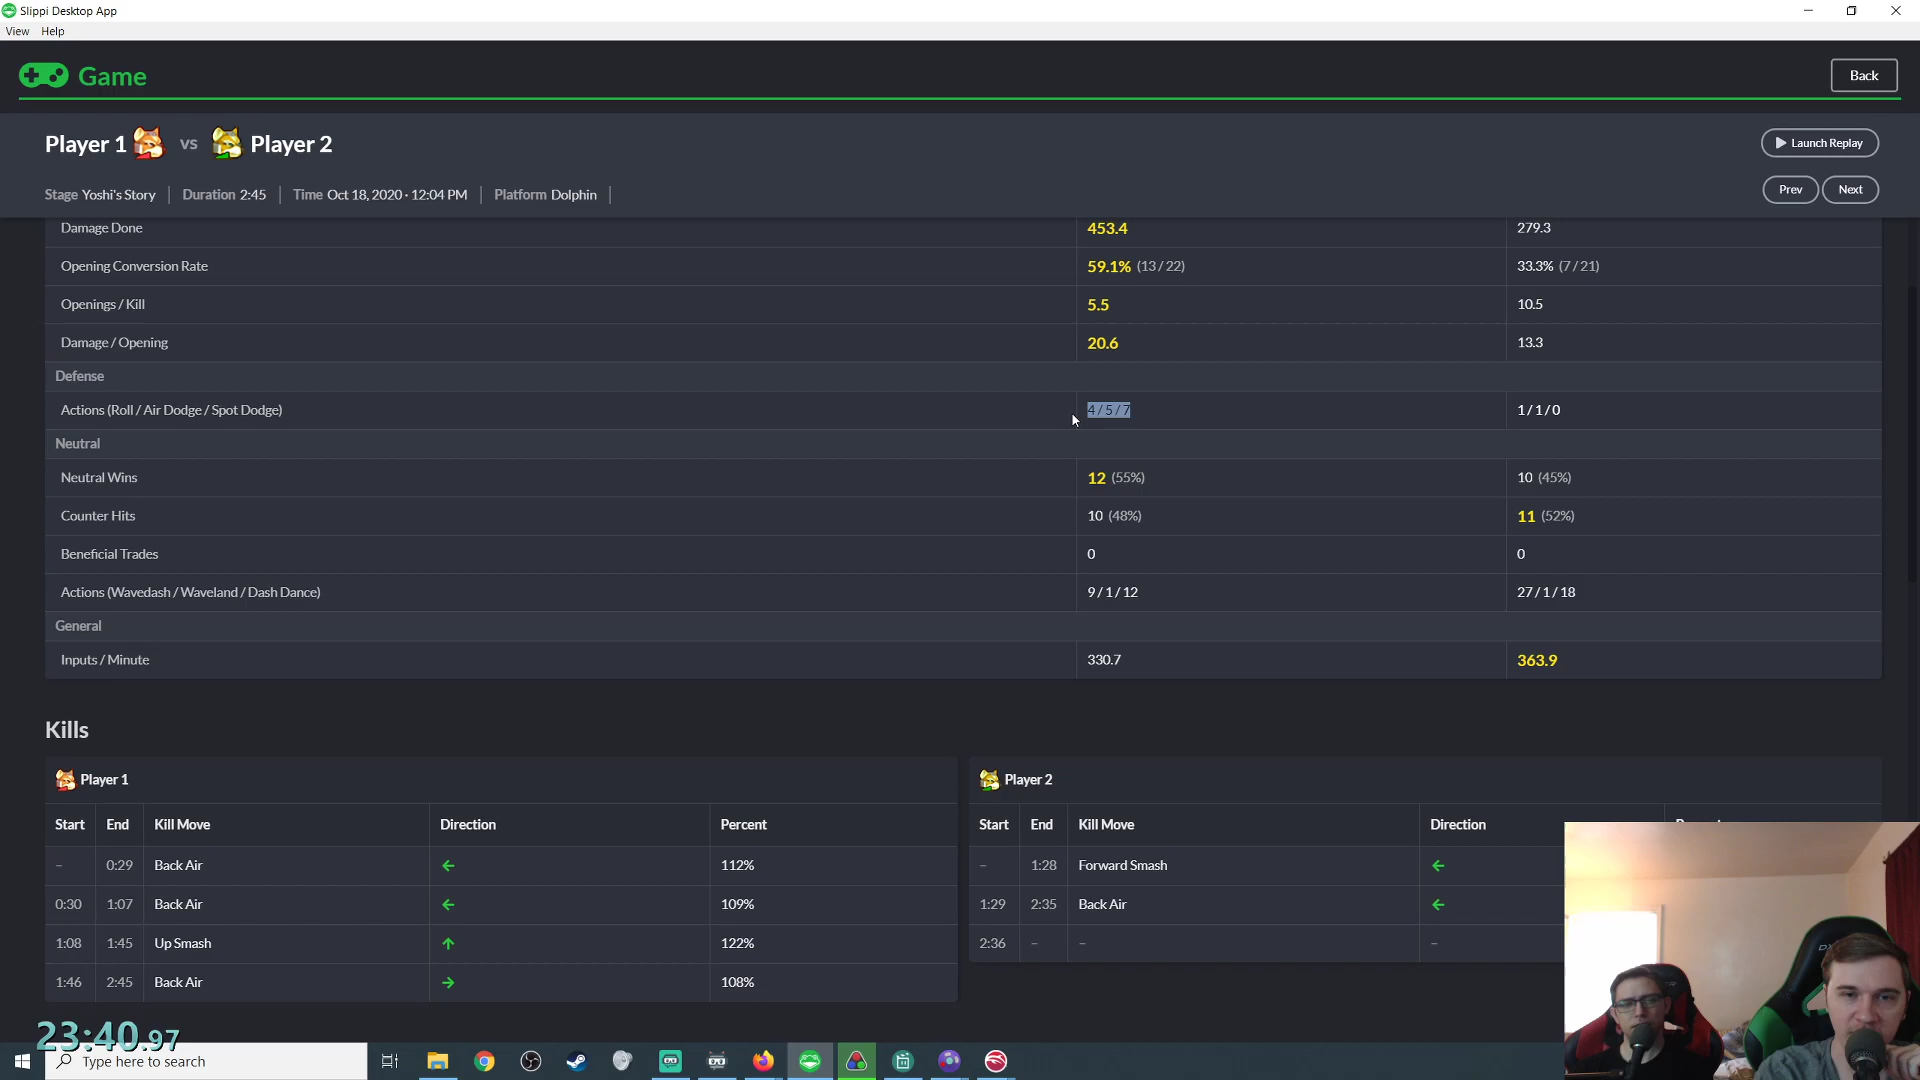 Slippi Desktop App
View Help
Game
Back
Player 1 vs Player 2
Launch Replay
Stage Yoshi's Story Duration 2:45 Time Oct 18, 2020 · 12:04 PM Platform Dolphin
Prev Next
Damage Done 453.4 279.3
Opening Conversion Rate 59.1% (13 / 22) 33.3% (7 / 21)
Openings / Kill 5.5 10.5
Damage / Opening 20.6 13.3
Defense
Actions (Roll / Air Dodge / Spot Dodge) 4 / 5 / 7 1 / 1 / 0
Neutral
Neutral Wins 12 (55%) 10 (45%)
Counter Hits 10 (48%) 11 (52%)
Beneficial Trades 0 0
Actions (Wavedash / Waveland / Dash Dance) 9 / 1 / 12 27 / 1 / 18
General
Inputs / Minute 330.7 363.9
Kills
Player 1
Start End Kill Move Direction Percent
– 0:29 Back Air ← 112%
0:30 1:07 Back Air ← 109%
1:08 1:45 Up Smash ↑ 122%
1:46 2:45 Back Air → 108%
Player 2
Start End Kill Move Direction
– 1:28 Forward Smash ←
1:29 2:35 Back Air ←
2:36 – – –
23:40.97
Type here to search